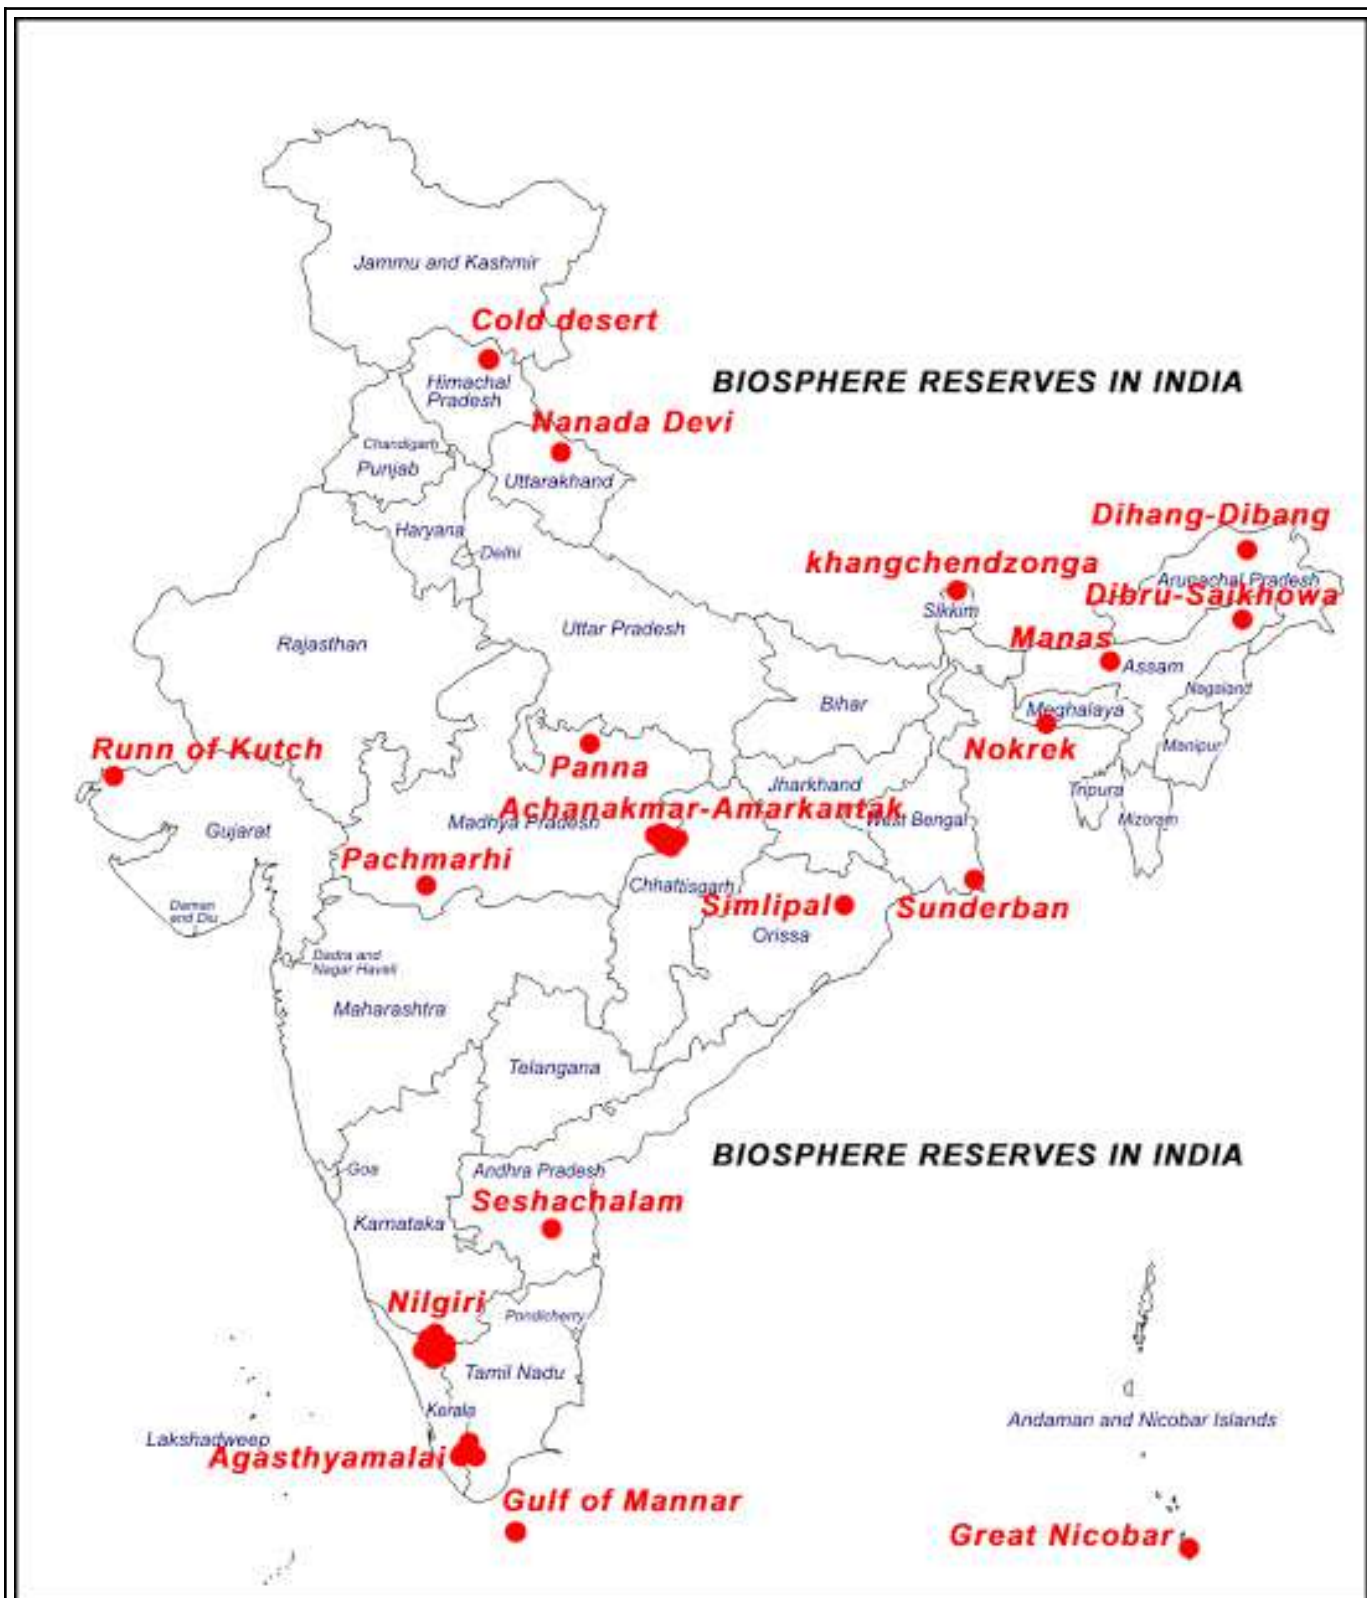 Jammu and Kashmir
Cold desert
BIOSPHERE RESERVES IN INDIA
Himachal
Pradesh
Nanada Devi
Chandigarh
Punjab
Uttarakhand
Dihang-Dibang
Haryana
Delhi
khangchendzonga
Arunachal Pradesh
Dibru-Saikhowa
Sikkim
Uttar Pradesh
Manas
Rajasthan
Assam
Nagaland
Bihar
Meghalaya
Runn of Kutch
Nokrek
Manipur
Panna
Jharkhand
Tripura
Achanakmar-Amarkantak
Madhya Pradesh
West Bengal
Mizoram
Gujarat
Pachmarhi
Chhattisgarh
Simlipal
Sunderban
Daman
and Diu
Orissa
Dadra and
Nagar Haveli
Maharashtra
Telangana
BIOSPHERE RESERVES IN INDIA
Goa
Andhra Pradesh
Seshachalam
Karnataka
Nilgiri
Pondicherry
Tamil Nadu
Kerala
Andaman and Nicobar Islands
Lakshadweep
Agasthyamalai
Gulf of Mannar
Great Nicobar